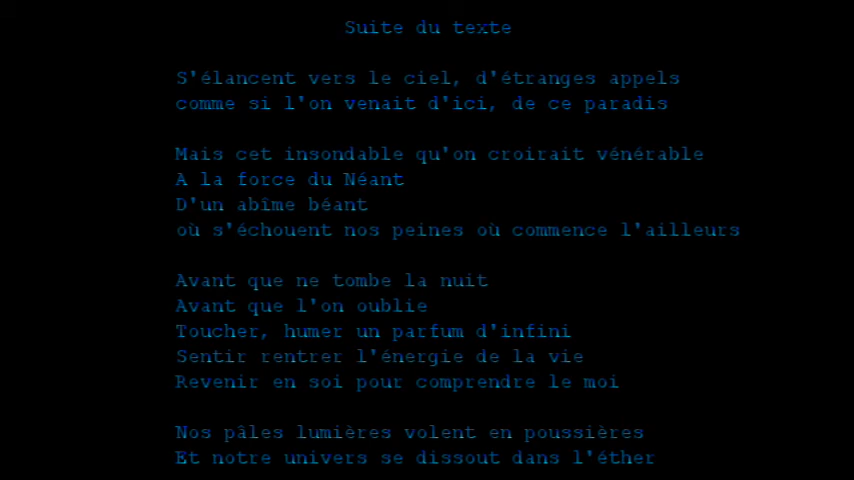 Suite du texte
S'élancent vers le ciel, d'étranges appels
comme si l'on venait d'ici, de ce paradis
Mais cet insondable qu'on croirait vénérable
A la force du Néant
D'un abîme béant
où s'échouent nos peines où commence l'ailleurs
Avant que ne tombe la nuit
Avant que l'on oublie
Toucher, humer un parfum d'infini
Sentir rentrer l'énergie de la vie
Revenir en soi pour comprendre le moi
Nos pâles lumières volent en poussières
Et notre univers se dissout dans l'éther